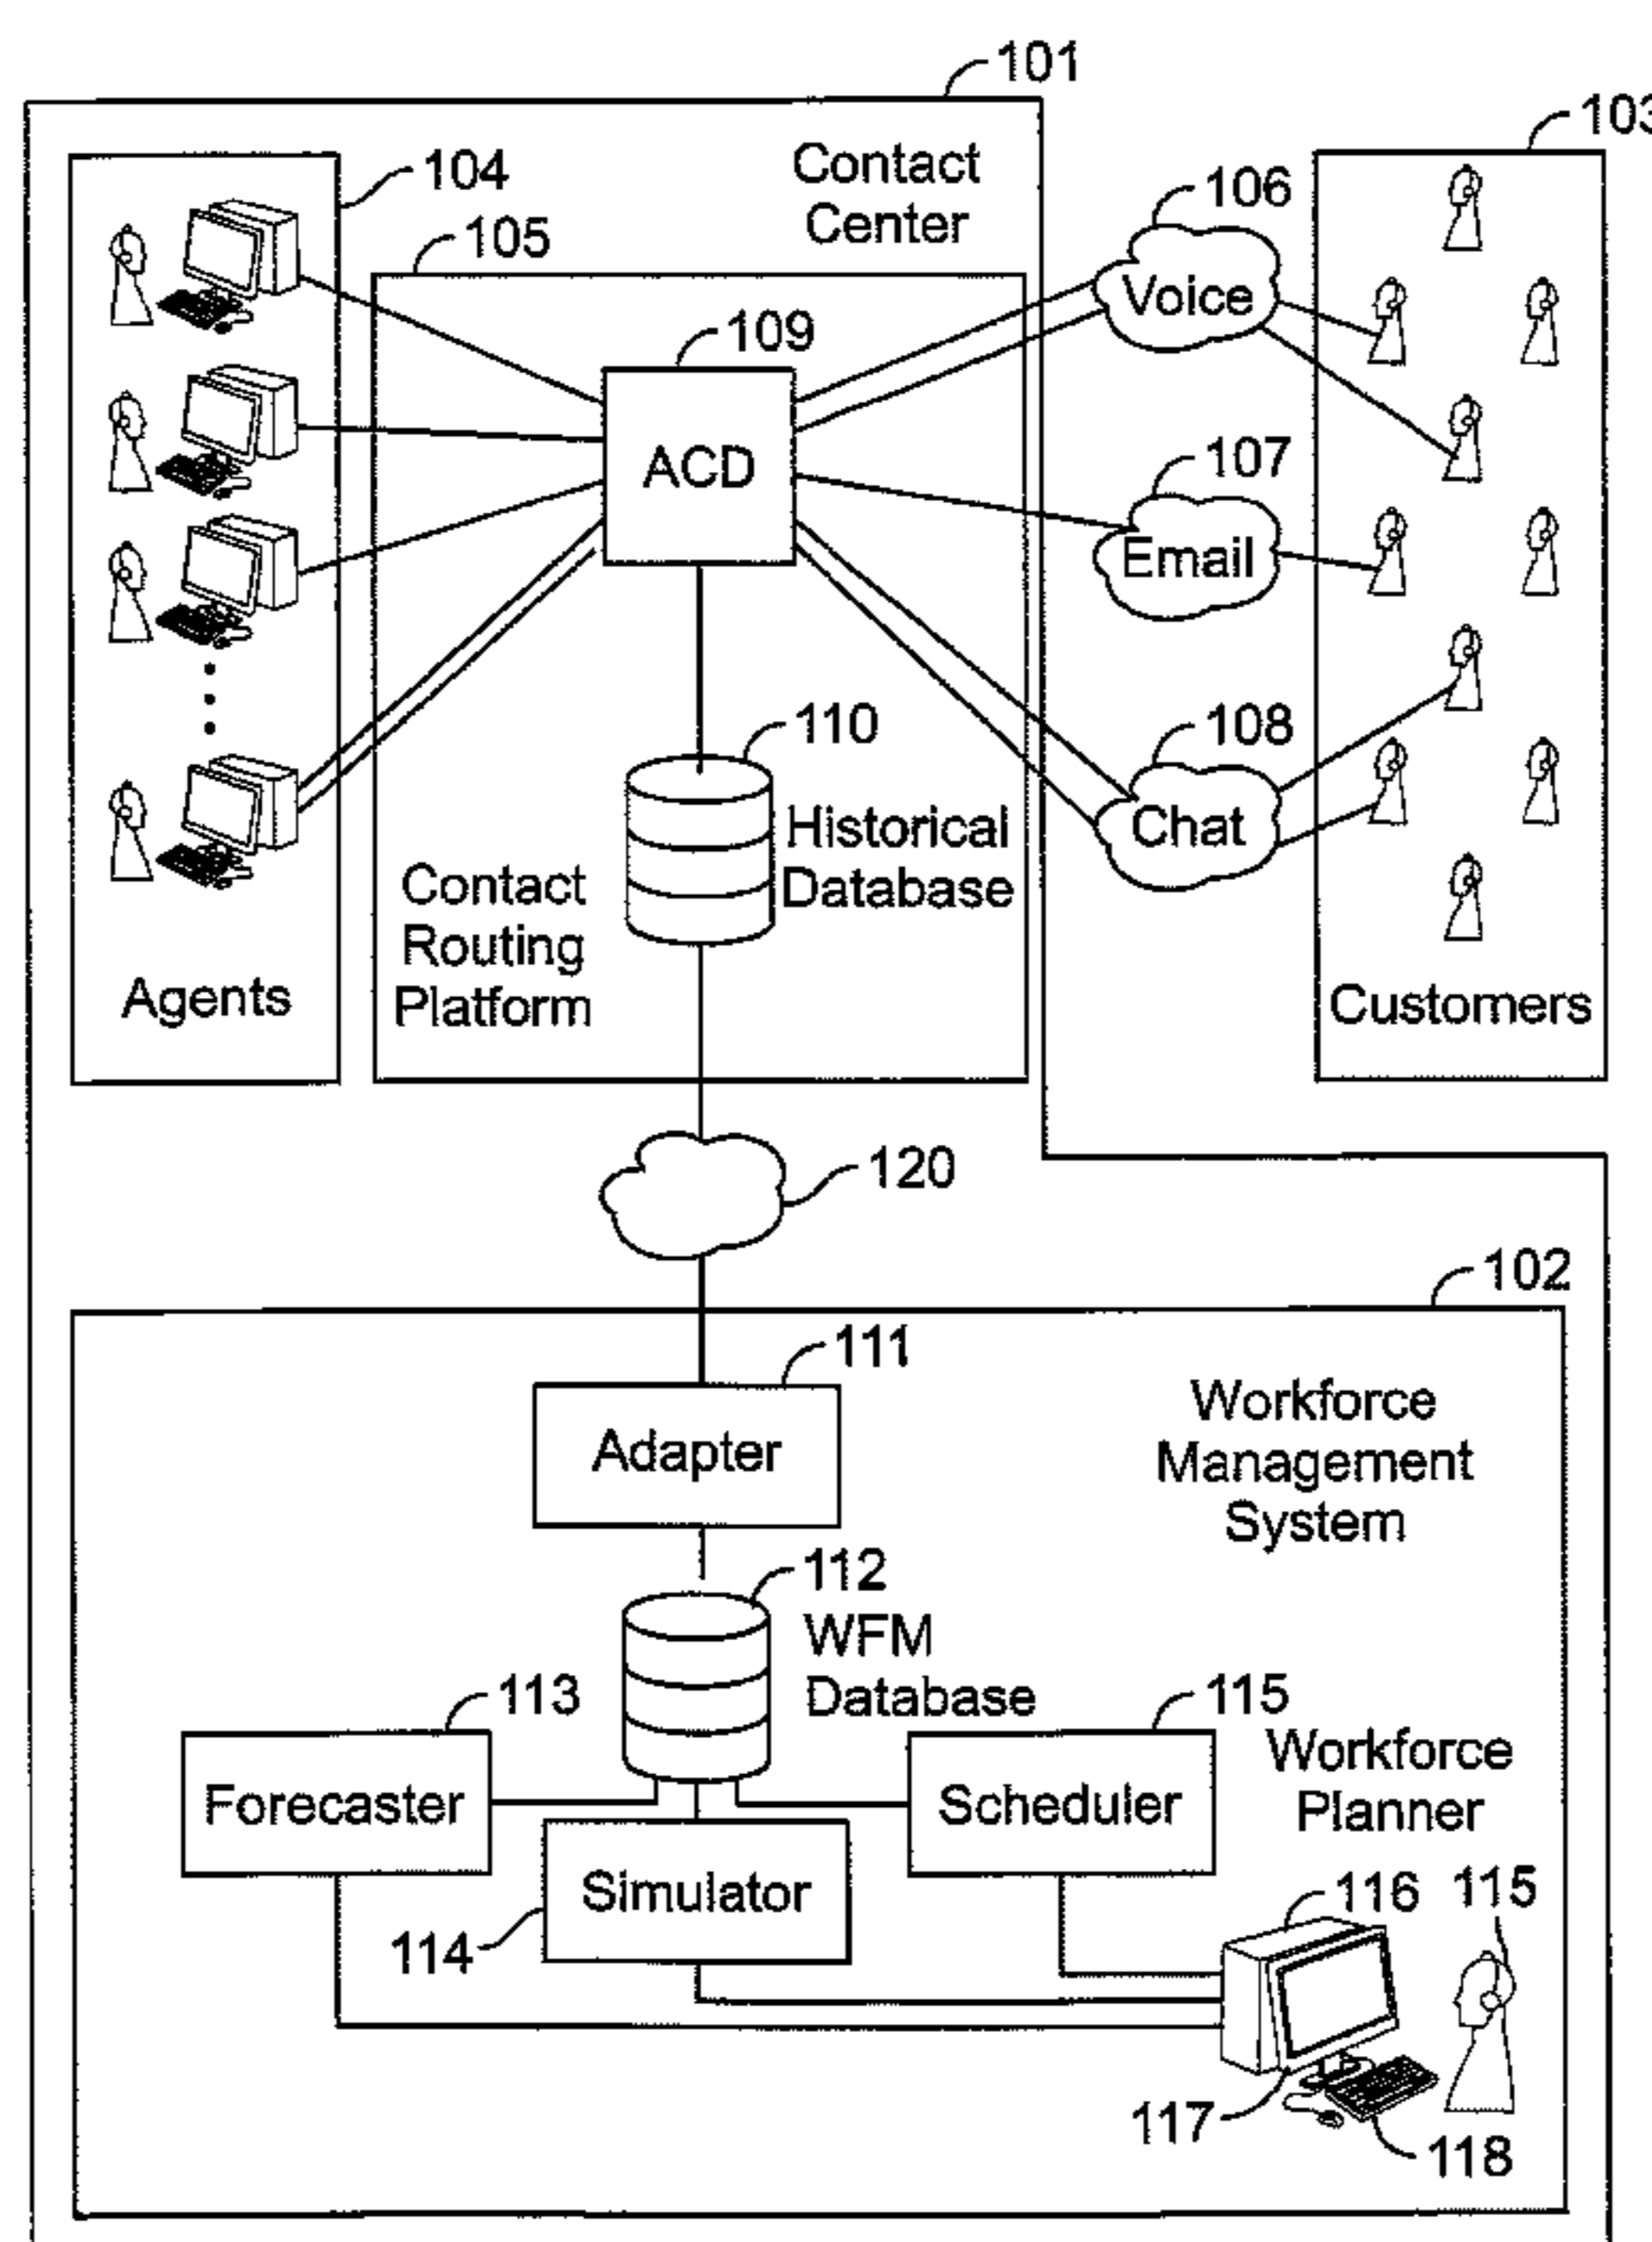 101
103
104
Contact
Center
106
105
Voice
109
ACD
107
Email
110
108
Historical
Database
Chat
Contact
Routing
Platform
Agents
Customers
120
102
111
Adapter
Workforce
Management
System
112
WFM
Database
113
115
Forecaster
Scheduler
Workforce
Planner
Simulator
114
116
115
117
118